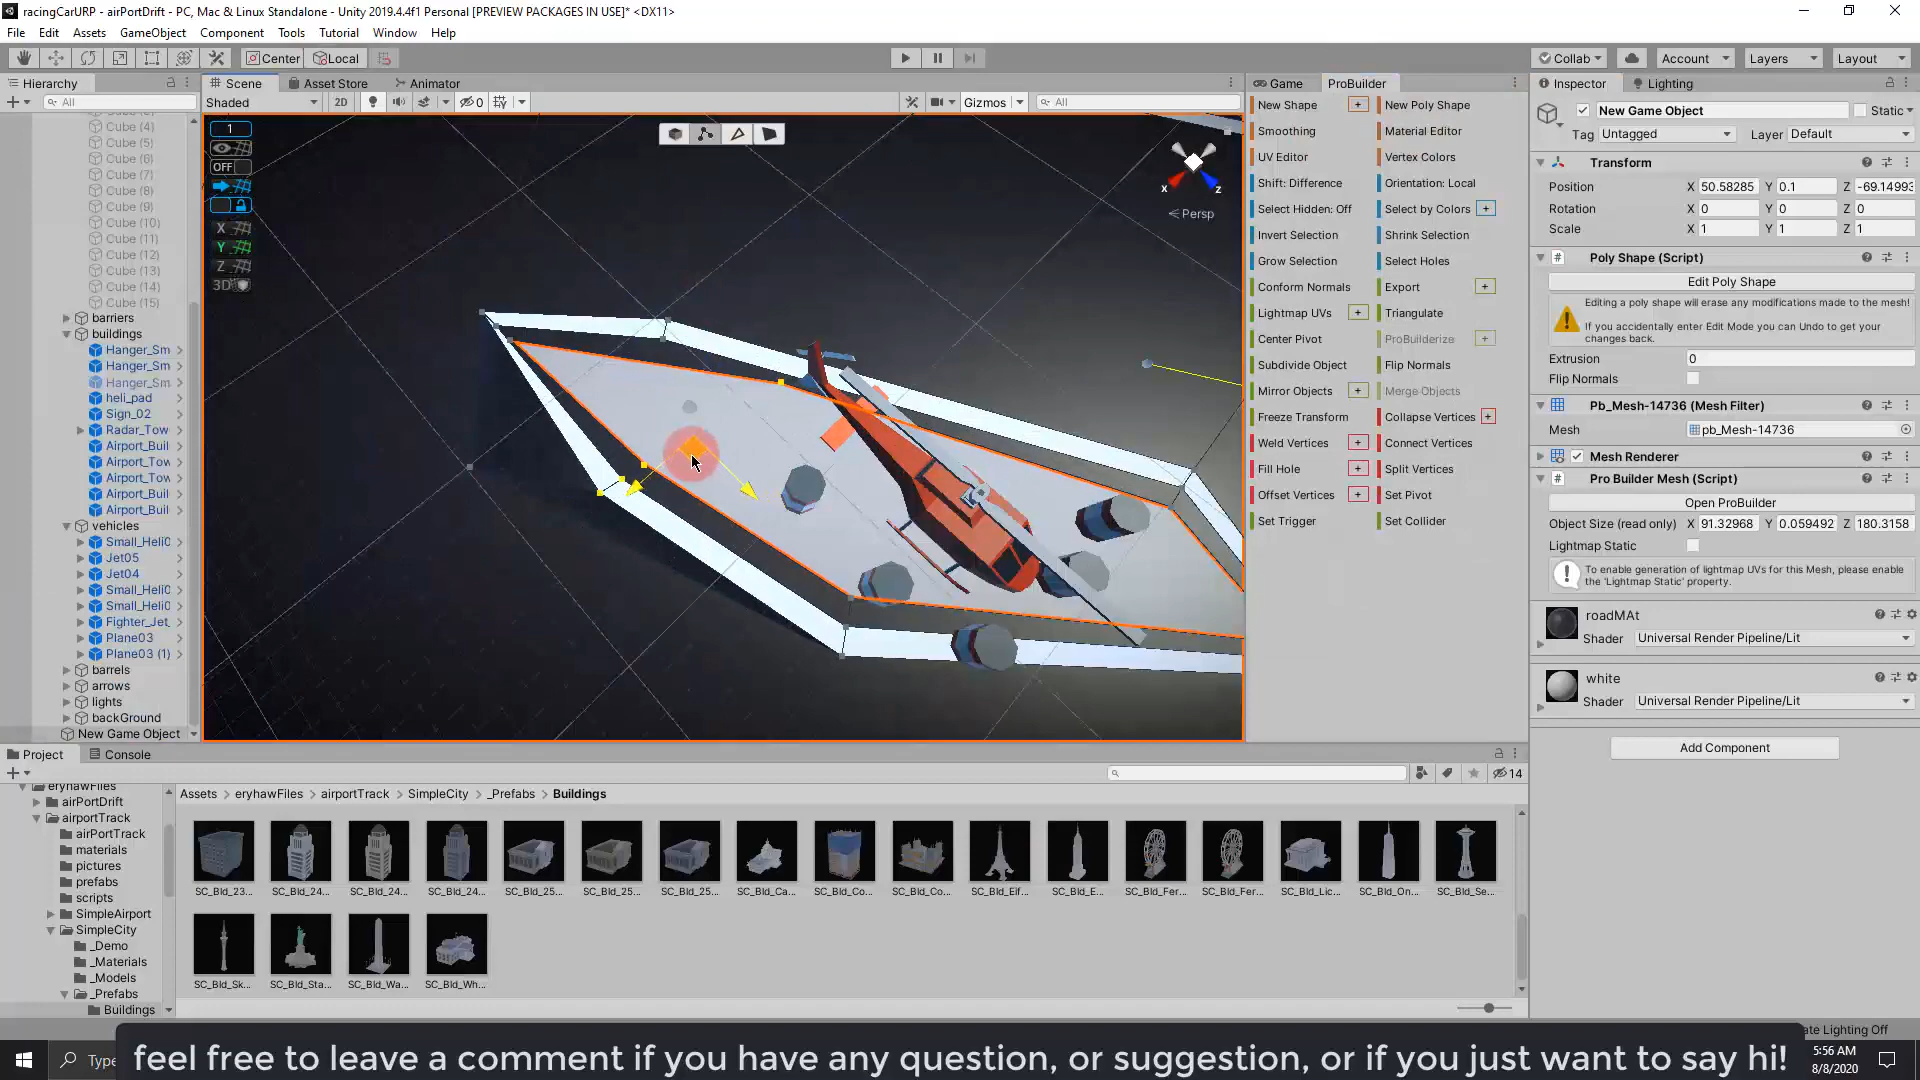 racingCarURP - airPortDrift - PC, Mac & Linux Standalone - Unity 2019.4.4f1 Personal [PREVIEW PACKAGES IN USE]* <DX11>
File Edit Assets GameObject Component Tools Tutorial Window Help
Center Local Collab Account Layers Layout
Hierarchy Scene Asset Store Animator Game ProBuilder Inspector Lighting
All
Shaded 2D 0 Gizmos All
Cube (4)
Cube (5)
Cube (6)
Cube (7)
Cube (8)
Cube (9)
Cube (10)
Cube (11)
Cube (12)
Cube (13)
Cube (14)
Cube (15)
barriers
buildings
Hanger_Sm
Hanger_Sm
Hanger_Sm
heli_pad
Sign_02
Radar_Tow
Airport_Buil
Airport_Tow
Airport_Tow
Airport_Buil
Airport_Buil
vehicles
Small_HeliC
Jet05
Jet04
Small_HeliC
Small_HeliC
Fighter_Jet_
Plane03
Plane03 (1)
barrels
arrows
lights
backGround
New Game Object
1
OFF
X
Y
Z
3D
x z
Persp
New Shape New Poly Shape
Smoothing Material Editor
UV Editor Vertex Colors
Shift: Difference Orientation: Local
Select Hidden: Off Select by Colors
Invert Selection Shrink Selection
Grow Selection Select Holes
Conform Normals Export
Lightmap UVs Triangulate
Center Pivot ProBuilderize
Subdivide Object Flip Normals
Mirror Objects Merge Objects
Freeze Transform Collapse Vertices
Weld Vertices Connect Vertices
Fill Hole Split Vertices
Offset Vertices Set Pivot
Set Trigger Set Collider
New Game Object Static
Tag Untagged Layer Default
Transform
Position X 50.58285 Y 0.1 Z -69.14993
Rotation X 0 Y 0 Z 0
Scale X 1 Y 1 Z 1
# Poly Shape (Script)
Edit Poly Shape
Editing a poly shape will erase any modifications made to the mesh!
If you accidentally enter Edit Mode you can Undo to get your
changes back.
Extrusion 0
Flip Normals
Pb_Mesh-14736 (Mesh Filter)
Mesh pb_Mesh-14736
Mesh Renderer
# Pro Builder Mesh (Script)
Open ProBuilder
Object Size (read only) X 91.32968 Y 0.059492 Z 180.3158
Lightmap Static
To enable generation of lightmap UVs for this Mesh, please enable
the 'Lightmap Static' property.
roadMAt
Shader Universal Render Pipeline/Lit
white
Shader Universal Render Pipeline/Lit
Add Component
Project Console
14
Assets eryhawFiles airportTrack SimpleCity _Prefabs Buildings
eryhawFiles
airPortDrift
airportTrack
airPortTrack
materials
pictures
prefabs
scripts
SimpleAirport
SimpleCity
_Demo
_Materials
_Models
_Prefabs
Buildings
SC_Bld_23... SC_Bld_24... SC_Bld_24... SC_Bld_24... SC_Bld_25... SC_Bld_25... SC_Bld_25... SC_Bld_Ca... SC_Bld_Co... SC_Bld_Co... SC_Bld_Eif... SC_Bld_E... SC_Bld_Fer... SC_Bld_Fer... SC_Bld_Lic... SC_Bld_On... SC_Bld_Se...
SC_Bld_Sk... SC_Bld_Sta... SC_Bld_Wa... SC_Bld_Wh...
ate Lighting Off
Type
feel free to leave a comment if you have any question, or suggestion, or if you just want to say hi!
5:56 AM
8/8/2020